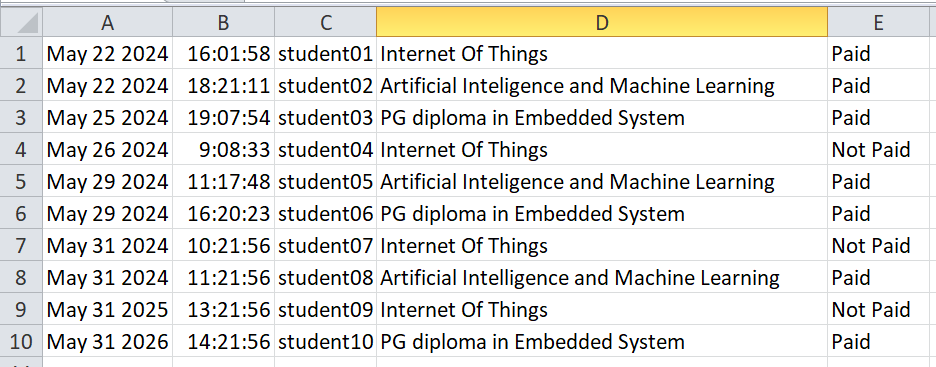 A B C D E
1 May 22 2024 16:01:58 student01 Internet Of Things Paid
2 May 22 2024 18:21:11 student02 Artificial Inteligence and Machine Learning Paid
3 May 25 2024 19:07:54 student03 PG diploma in Embedded System Paid
4 May 26 2024 9:08:33 student04 Internet Of Things Not Paid
5 May 29 2024 11:17:48 student05 Artificial Inteligence and Machine Learning Paid
6 May 29 2024 16:20:23 student06 PG diploma in Embedded System Paid
7 May 31 2024 10:21:56 student07 Internet Of Things Not Paid
8 May 31 2024 11:21:56 student08 Artificial Intelligence and Machine Learning Paid
9 May 31 2025 13:21:56 student09 Internet Of Things Not Paid
10 May 31 2026 14:21:56 student10 PG diploma in Embedded System Paid